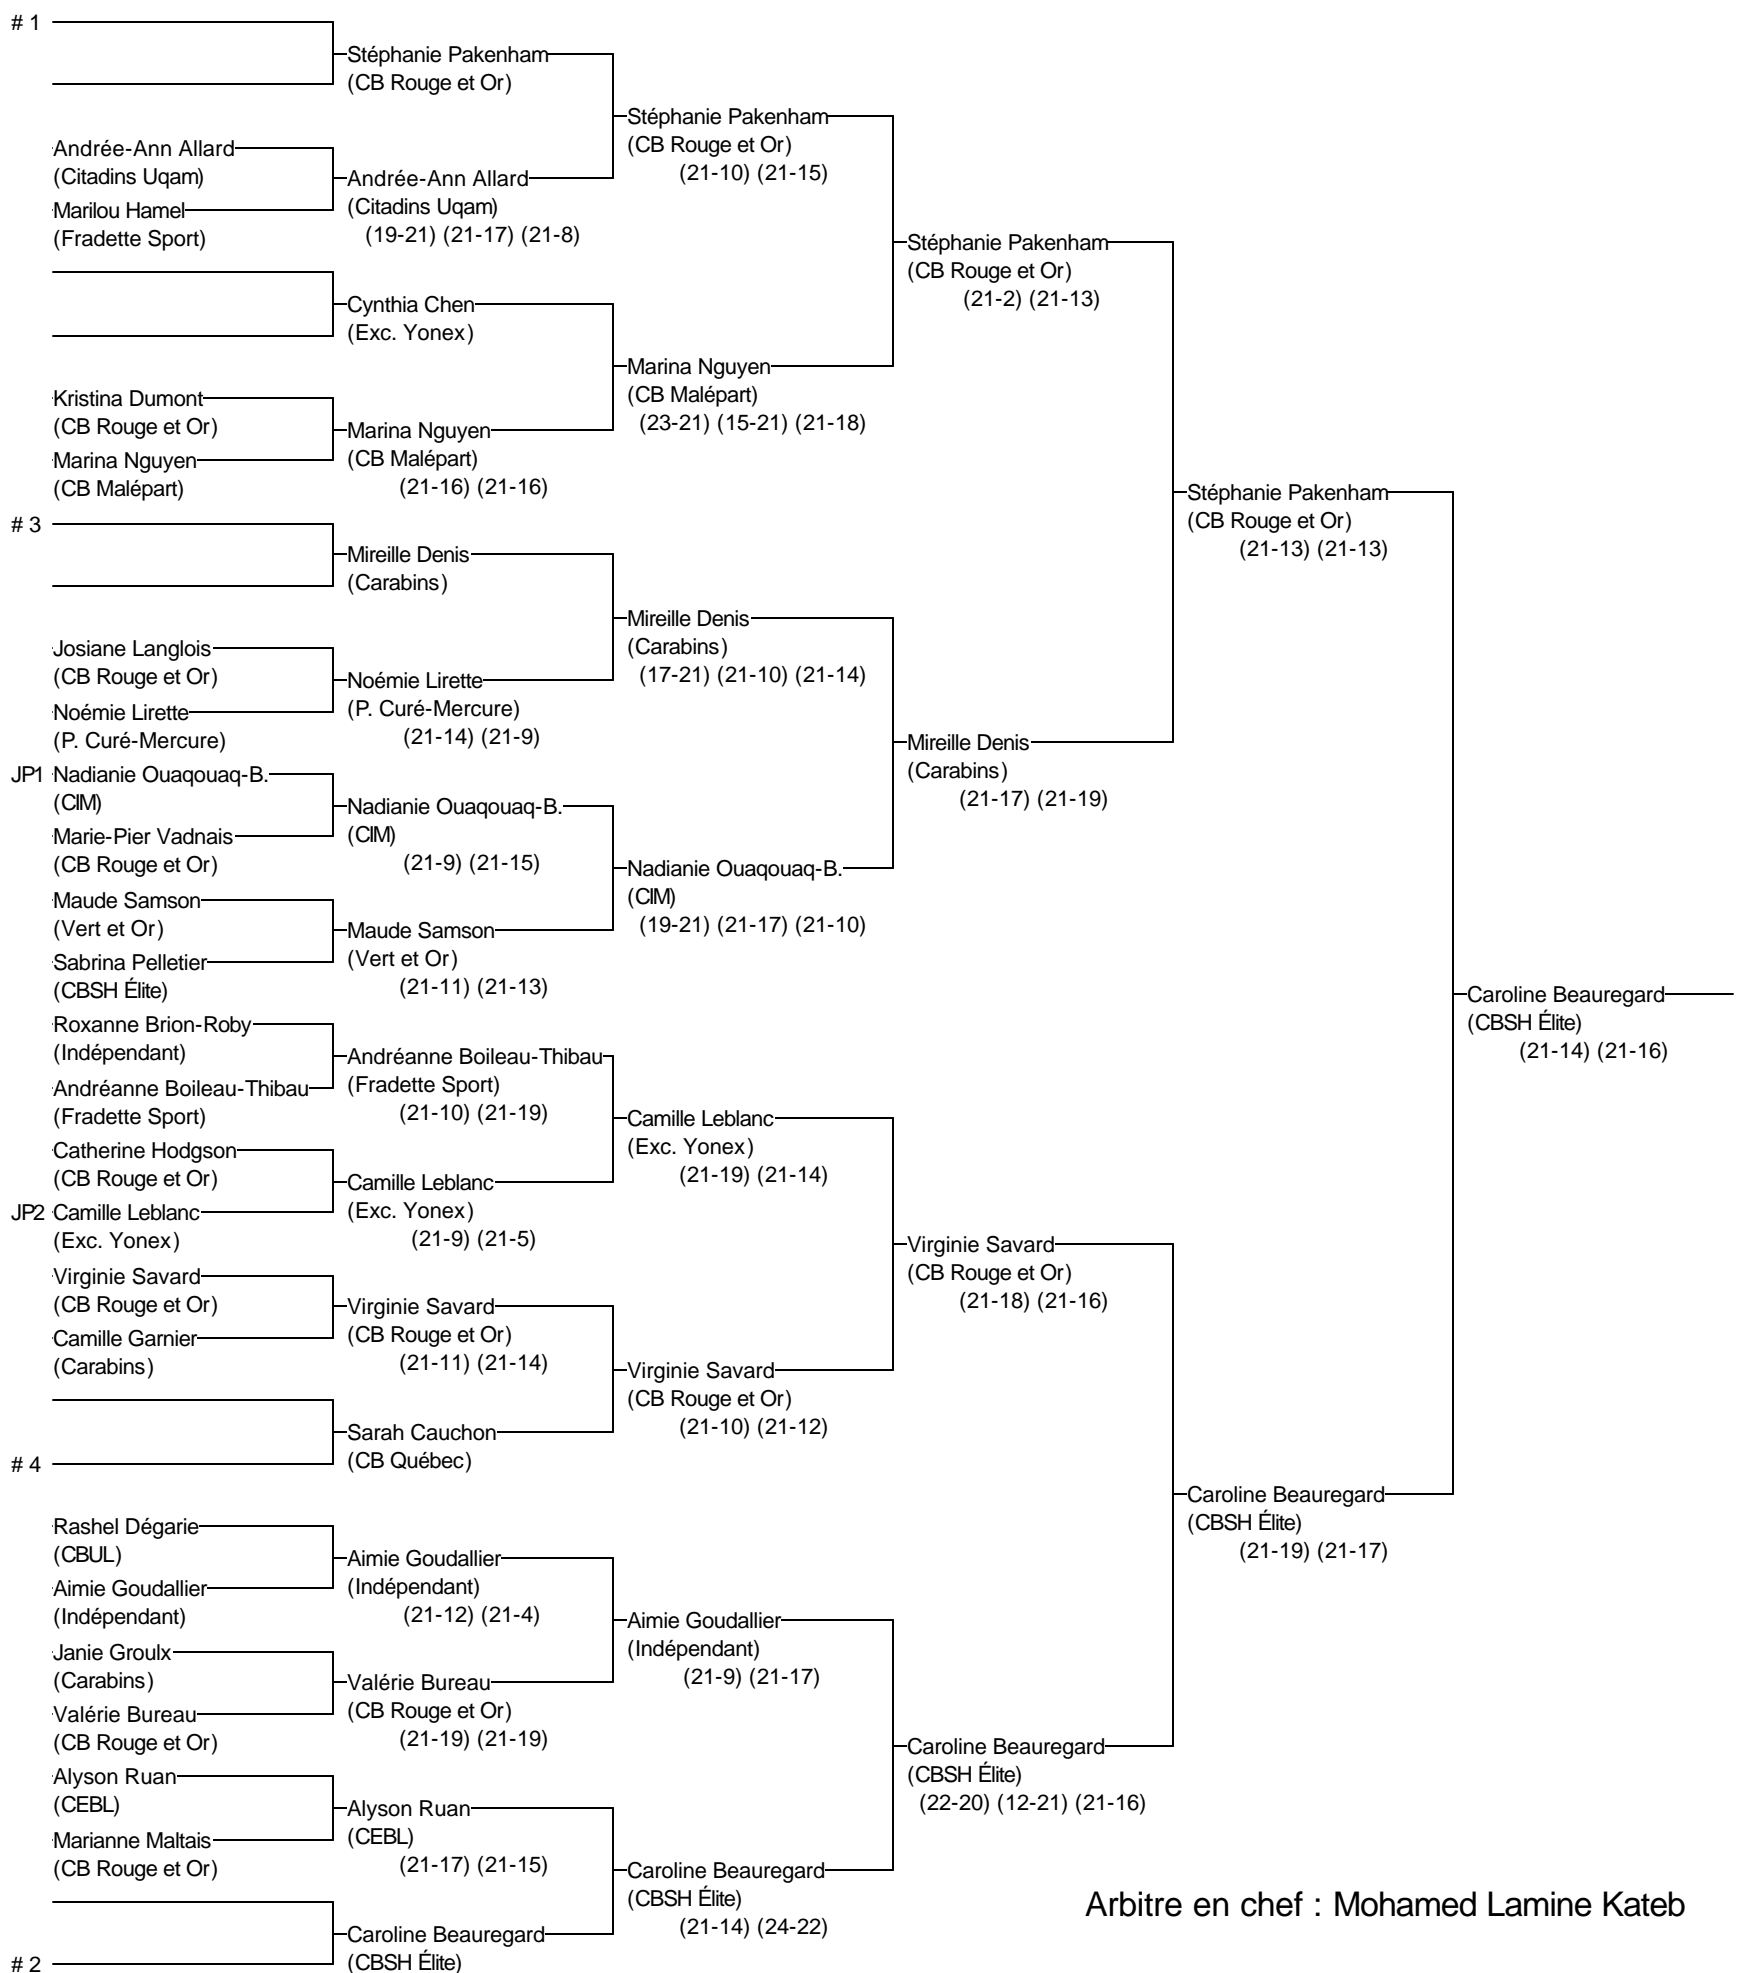 # 1
Stéphanie Pakenham
(CB Rouge et Or)
Andrée-Ann Allard
(Citadins Uqam)
Marilou Hamel
(Fradette Sport)
Andrée-Ann Allard
(Citadins Uqam)
(19-21) (21-17) (21-8)
Stéphanie Pakenham
(CB Rouge et Or)
(21-10) (21-15)
Cynthia Chen
(Exc. Yonex)
Kristina Dumont
(CB Rouge et Or)
Marina Nguyen
(CB Malépart)
Marina Nguyen
(CB Malépart)
(21-16) (21-16)
Marina Nguyen
(CB Malépart)
(23-21) (15-21) (21-18)
Stéphanie Pakenham
(CB Rouge et Or)
(21-2) (21-13)
# 3
Mireille Denis
(Carabins)
Josiane Langlois
(CB Rouge et Or)
Noémie Lirette
(P. Curé-Mercure)
Noémie Lirette
(P. Curé-Mercure)
(21-14) (21-9)
Mireille Denis
(Carabins)
(17-21) (21-10) (21-14)
JP1 Nadianie Ouaqouaq-B.
(CIM)
Marie-Pier Vadnais
(CB Rouge et Or)
Nadianie Ouaqouaq-B.
(CIM)
(21-9) (21-15)
Maude Samson
(Vert et Or)
Sabrina Pelletier
(CBSH Élite)
Maude Samson
(Vert et Or)
(21-11) (21-13)
Nadianie Ouaqouaq-B.
(CIM)
(19-21) (21-17) (21-10)
Mireille Denis
(Carabins)
(21-17) (21-19)
Stéphanie Pakenham
(CB Rouge et Or)
(21-13) (21-13)
Roxanne Brion-Roby
(Indépendant)
Andréanne Boileau-Thibau
(Fradette Sport)
Andréanne Boileau-Thibau
(Fradette Sport)
(21-10) (21-19)
Catherine Hodgson
(CB Rouge et Or)
JP2 Camille Leblanc
(Exc. Yonex)
Camille Leblanc
(Exc. Yonex)
(21-9) (21-5)
Camille Leblanc
(Exc. Yonex)
(21-19) (21-14)
Virginie Savard
(CB Rouge et Or)
Camille Garnier
(Carabins)
Virginie Savard
(CB Rouge et Or)
(21-11) (21-14)
Sarah Cauchon
(CB Québec)
# 4
Virginie Savard
(CB Rouge et Or)
(21-10) (21-12)
Virginie Savard
(CB Rouge et Or)
(21-18) (21-16)
Rashel Dégarie
(CBUL)
Aimie Goudallier
(Indépendant)
Aimie Goudallier
(Indépendant)
(21-12) (21-4)
Janie Groulx
(Carabins)
Valérie Bureau
(CB Rouge et Or)
Valérie Bureau
(CB Rouge et Or)
(21-19) (21-19)
Aimie Goudallier
(Indépendant)
(21-9) (21-17)
Alyson Ruan
(CEBL)
Marianne Maltais
(CB Rouge et Or)
Alyson Ruan
(CEBL)
(21-17) (21-15)
Caroline Beauregard
(CBSH Élite)
# 2
Caroline Beauregard
(CBSH Élite)
(21-14) (24-22)
Caroline Beauregard
(CBSH Élite)
(22-20) (12-21) (21-16)
Caroline Beauregard
(CBSH Élite)
(21-19) (21-17)
Caroline Beauregard
(CBSH Élite)
(21-14) (21-16)
Arbitre en chef : Mohamed Lamine Kateb